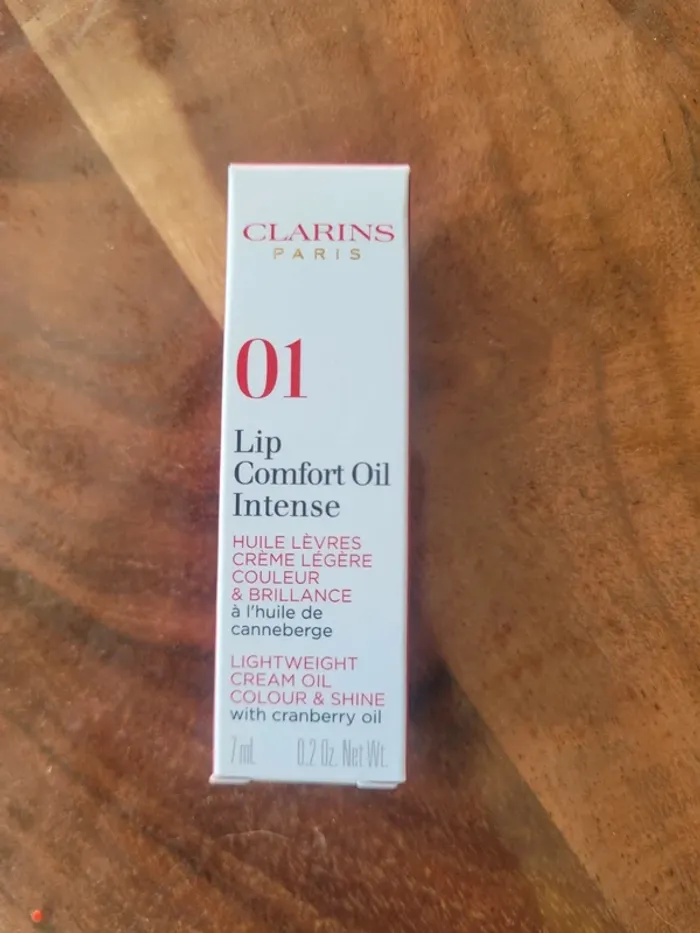 CLARINS
PARIS
01
Lip
Comfort Oil
Intense
HUILE LÈVRES
CRÈME LÉGÈRE
COULEUR
& BRILLANCE
à l'huile de
canneberge
LIGHTWEIGHT
CREAM OIL
COLOUR & SHINE
with cranberry oil
7 mL 0.2 Oz. Net Wt.